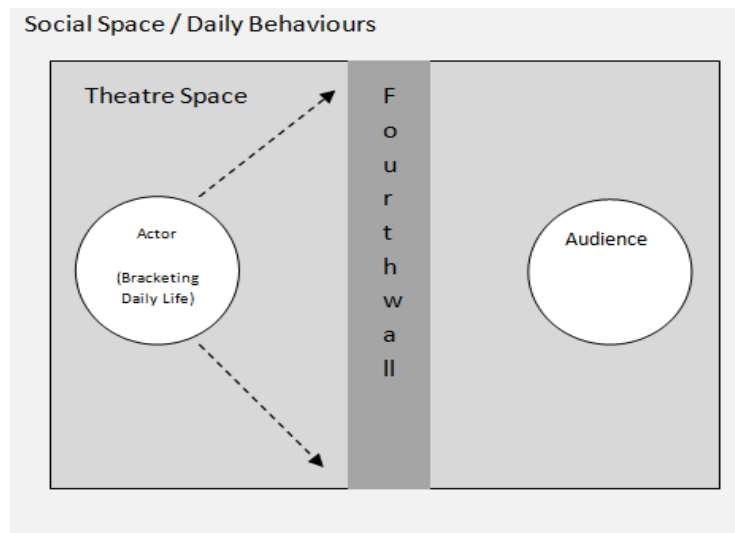 Social Space / Daily Behaviours
Theatre Space
F
o
u
r
t
h
w
a
ll
Actor
(Bracketing
Daily Life)
Audience